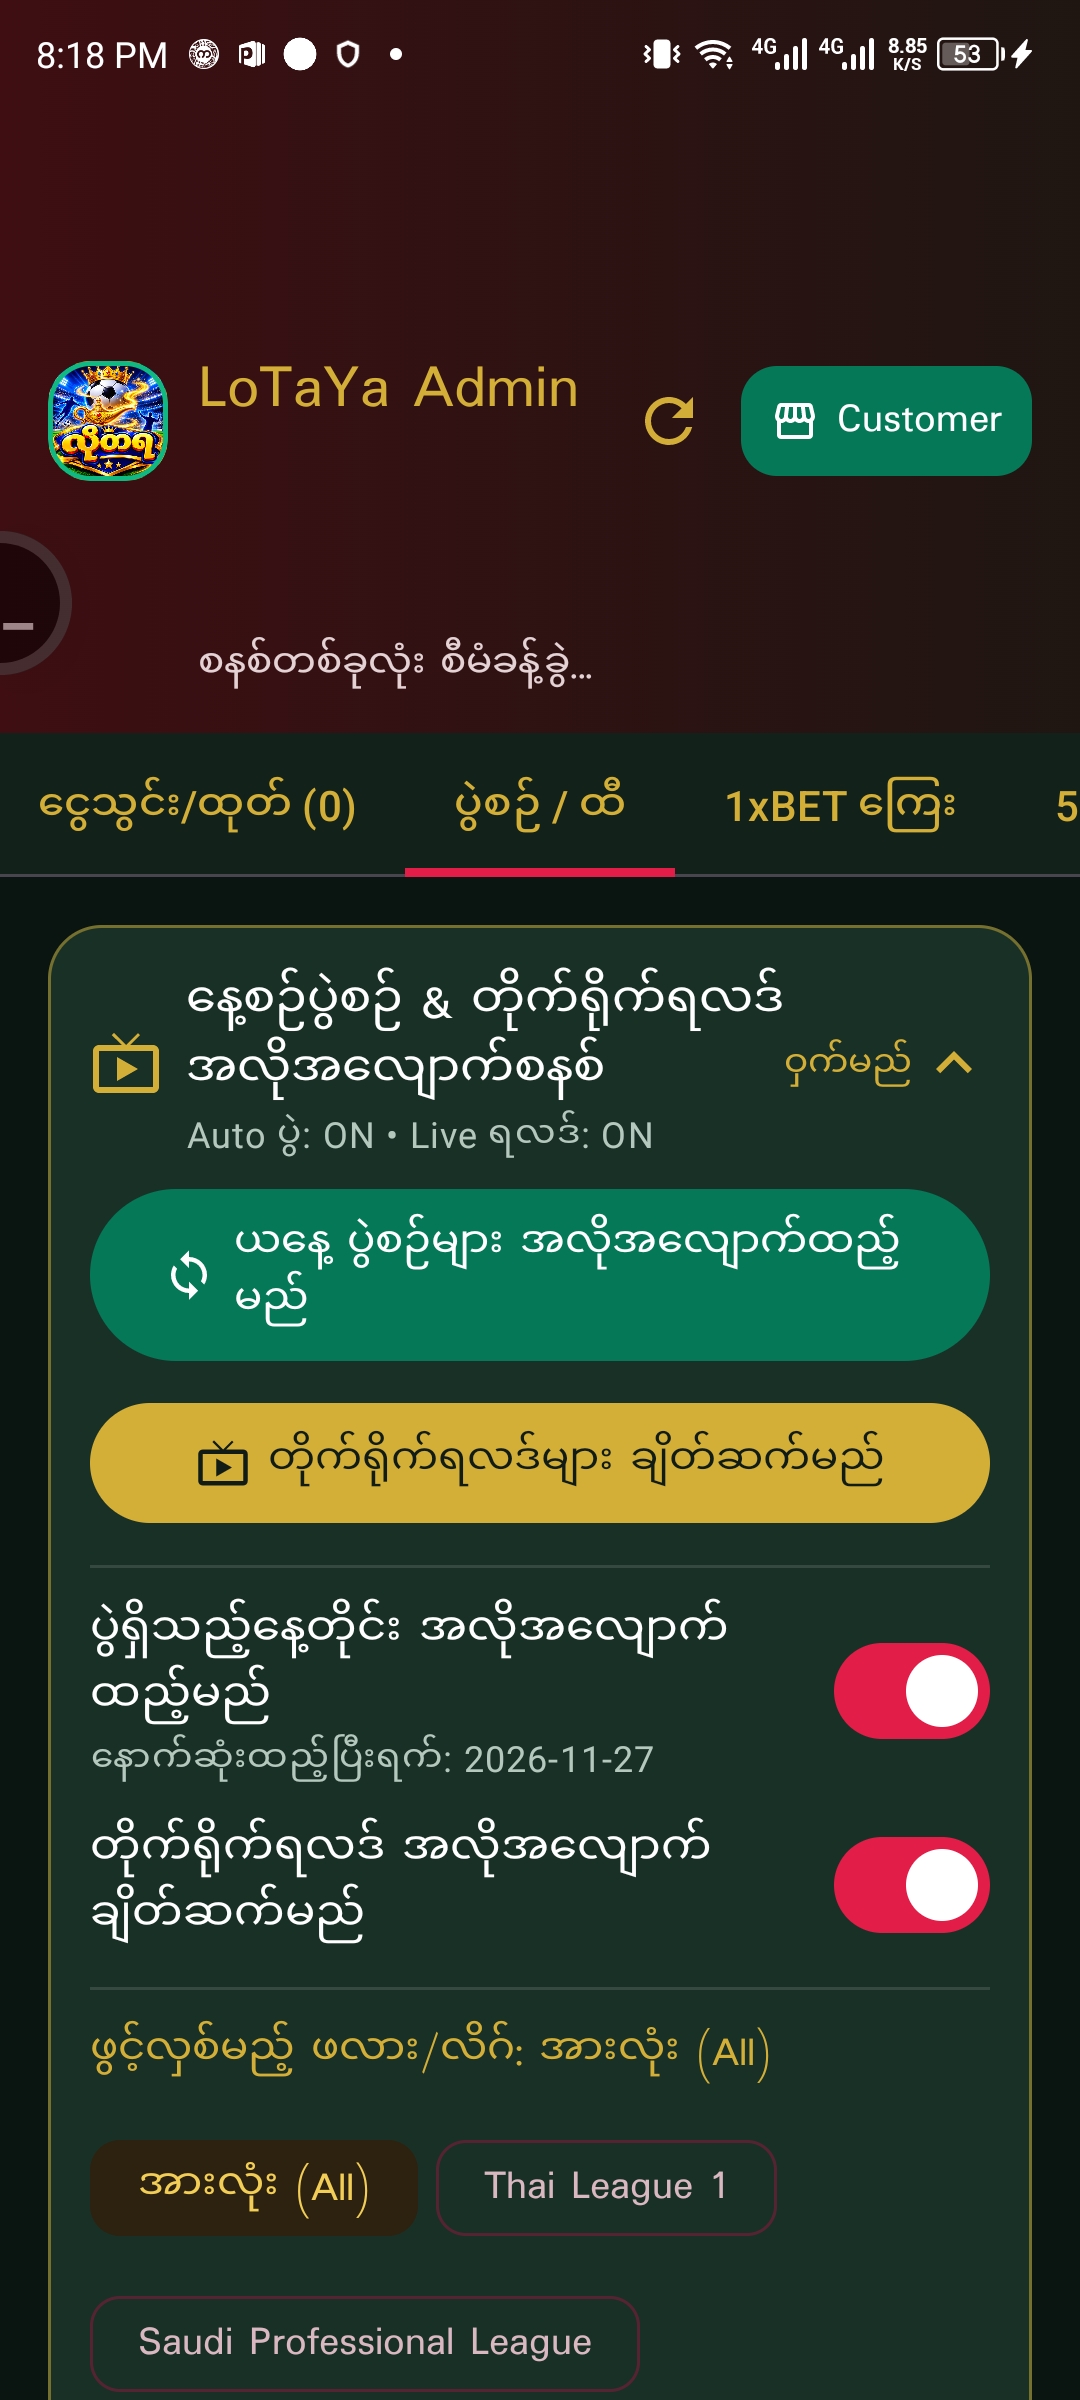 8:18 PM
4G
4G
8.85
K/S
53
LoTaYa Admin
Customer
လိုတရ
စနစ်တစ်ခုလုံး စီမံခန့်ခွဲ...
ငွေသွင်း/ထုတ် (0)
ပွဲစဉ် / ထီ
1xBET ကြေး
5
နေ့စဉ်ပွဲစဉ် & တိုက်ရိုက်ရလဒ်
အလိုအလျောက်စနစ်
ဝှက်မည်
Auto ပွဲ: ON • Live ရလဒ်: ON
ယနေ့ ပွဲစဉ်များ အလိုအလျောက်ထည့်
မည်
တိုက်ရိုက်ရလဒ်များ ချိတ်ဆက်မည်
ပွဲရှိသည့်နေ့တိုင်း အလိုအလျောက်
ထည့်မည်
နောက်ဆုံးထည့်ပြီးရက်: 2026-11-27
တိုက်ရိုက်ရလဒ် အလိုအလျောက်
ချိတ်ဆက်မည်
ဖွင့်လှစ်မည့် ဖလား/လိဂ်: အားလုံး (All)
အားလုံး (All)
Thai League 1
Saudi Professional League